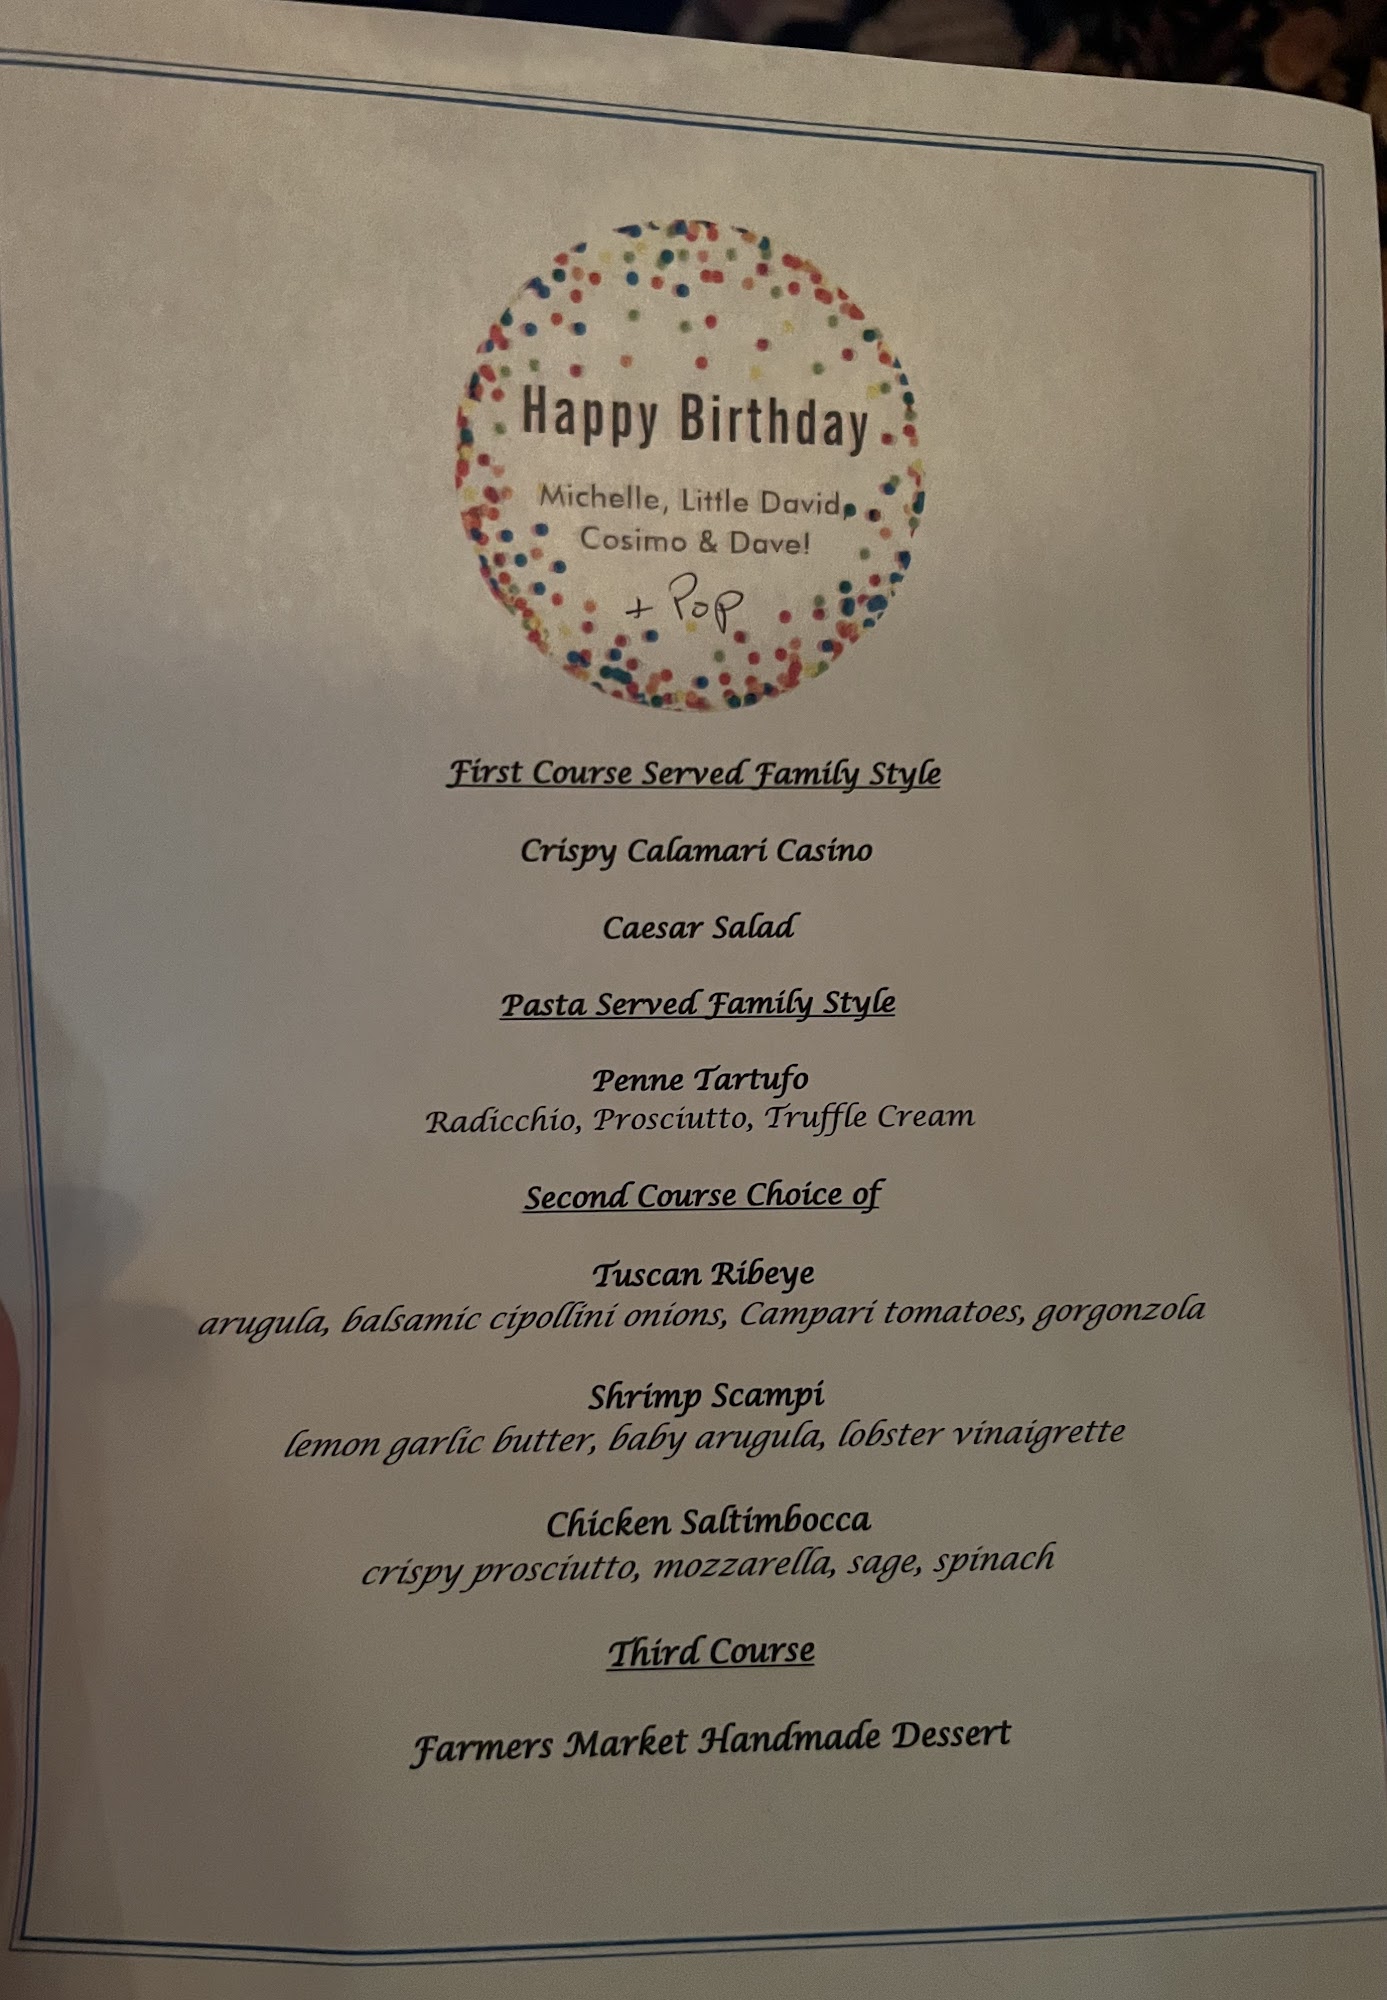 Happy Birthday
Michelle, Little David,
Cosimo & Dave!
+ Pop
First Course Served Family Style
Crispy Calamari Casino
Caesar Salad
Pasta Served Family Style
Penne Tartufo
Radicchio, Prosciutto, Truffle Cream
Second Course Choice of
Tuscan Ribeye
arugula, balsamic cipollini onions, Campari tomatoes, gorgonzola
Shrimp Scampi
lemon garlic butter, baby arugula, lobster vinaigrette
Chicken Saltimbocca
crispy prosciutto, mozzarella, sage, spinach
Third Course
Farmers Market Handmade Dessert